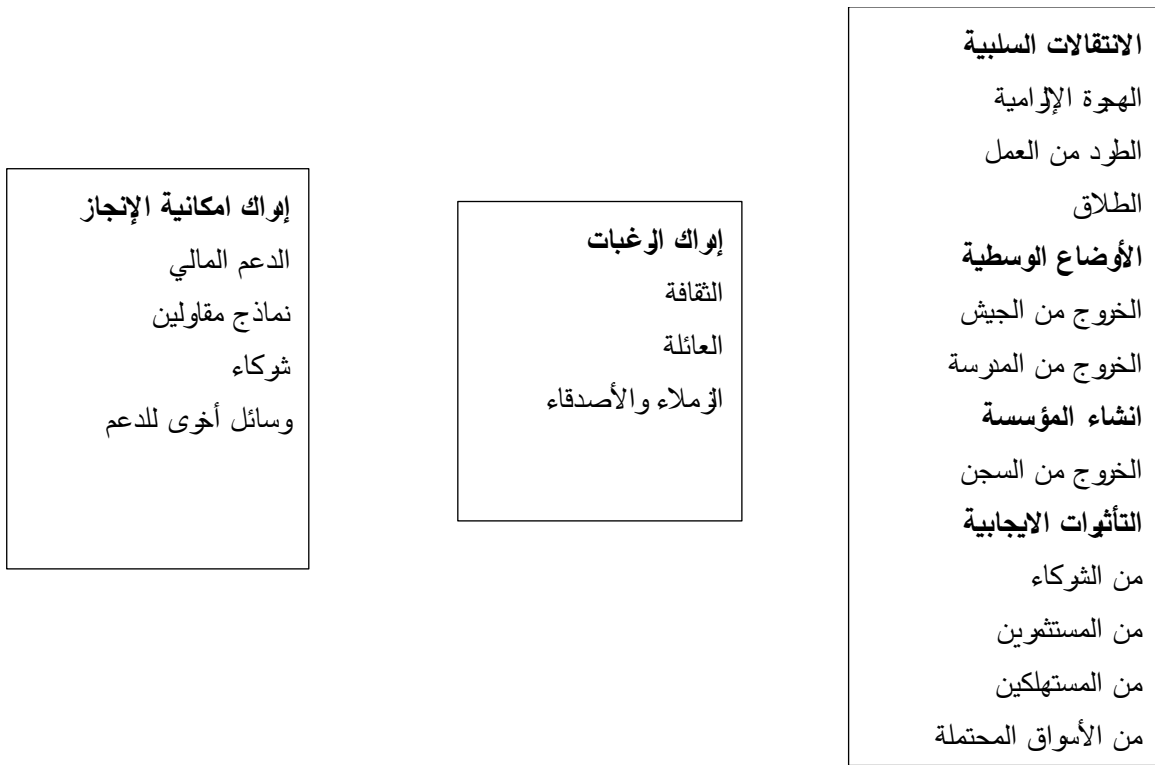 الانتقالات السلبية
الهجرة الإلزامية
الطرد من العمل
الطلاق
الأوضاع الوسطية
الخروج من الجيش
الخروج من المدرسة
انشاء المؤسسة
الخروج من السجن
التأثيرات الايجابية
من الشركاء
من المستثمرين
من المستهلكين
من الأسواق المحتملة
إدراك الرغبات
الثقافة
العائلة
الزملاء والأصدقاء
إدراك امكانية الإنجاز
الدعم المالي
نماذج مقاولين
شركاء
وسائل أخرى للدعم